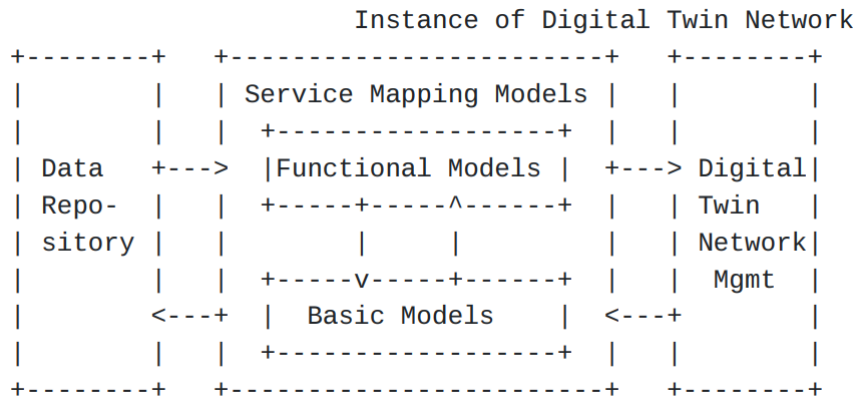 Instance of Digital Twin Network
+--------+   +------------------------+   +--------+
|        |   | Service Mapping Models |   |        |
|        |   |  +------------------+  |   |        |
| Data   +--->  |Functional Models |  +---> Digital|
| Repo-  |   |  +-----+-----^------+  |   | Twin   |
| sitory |   |        |     |         |   | Network|
|        |   |  +-----v-----+------+  |   |  Mgmt  |
|        <---+  |  Basic Models    |  <---+        |
|        |   |  +------------------+  |   |        |
+--------+   +------------------------+   +--------+